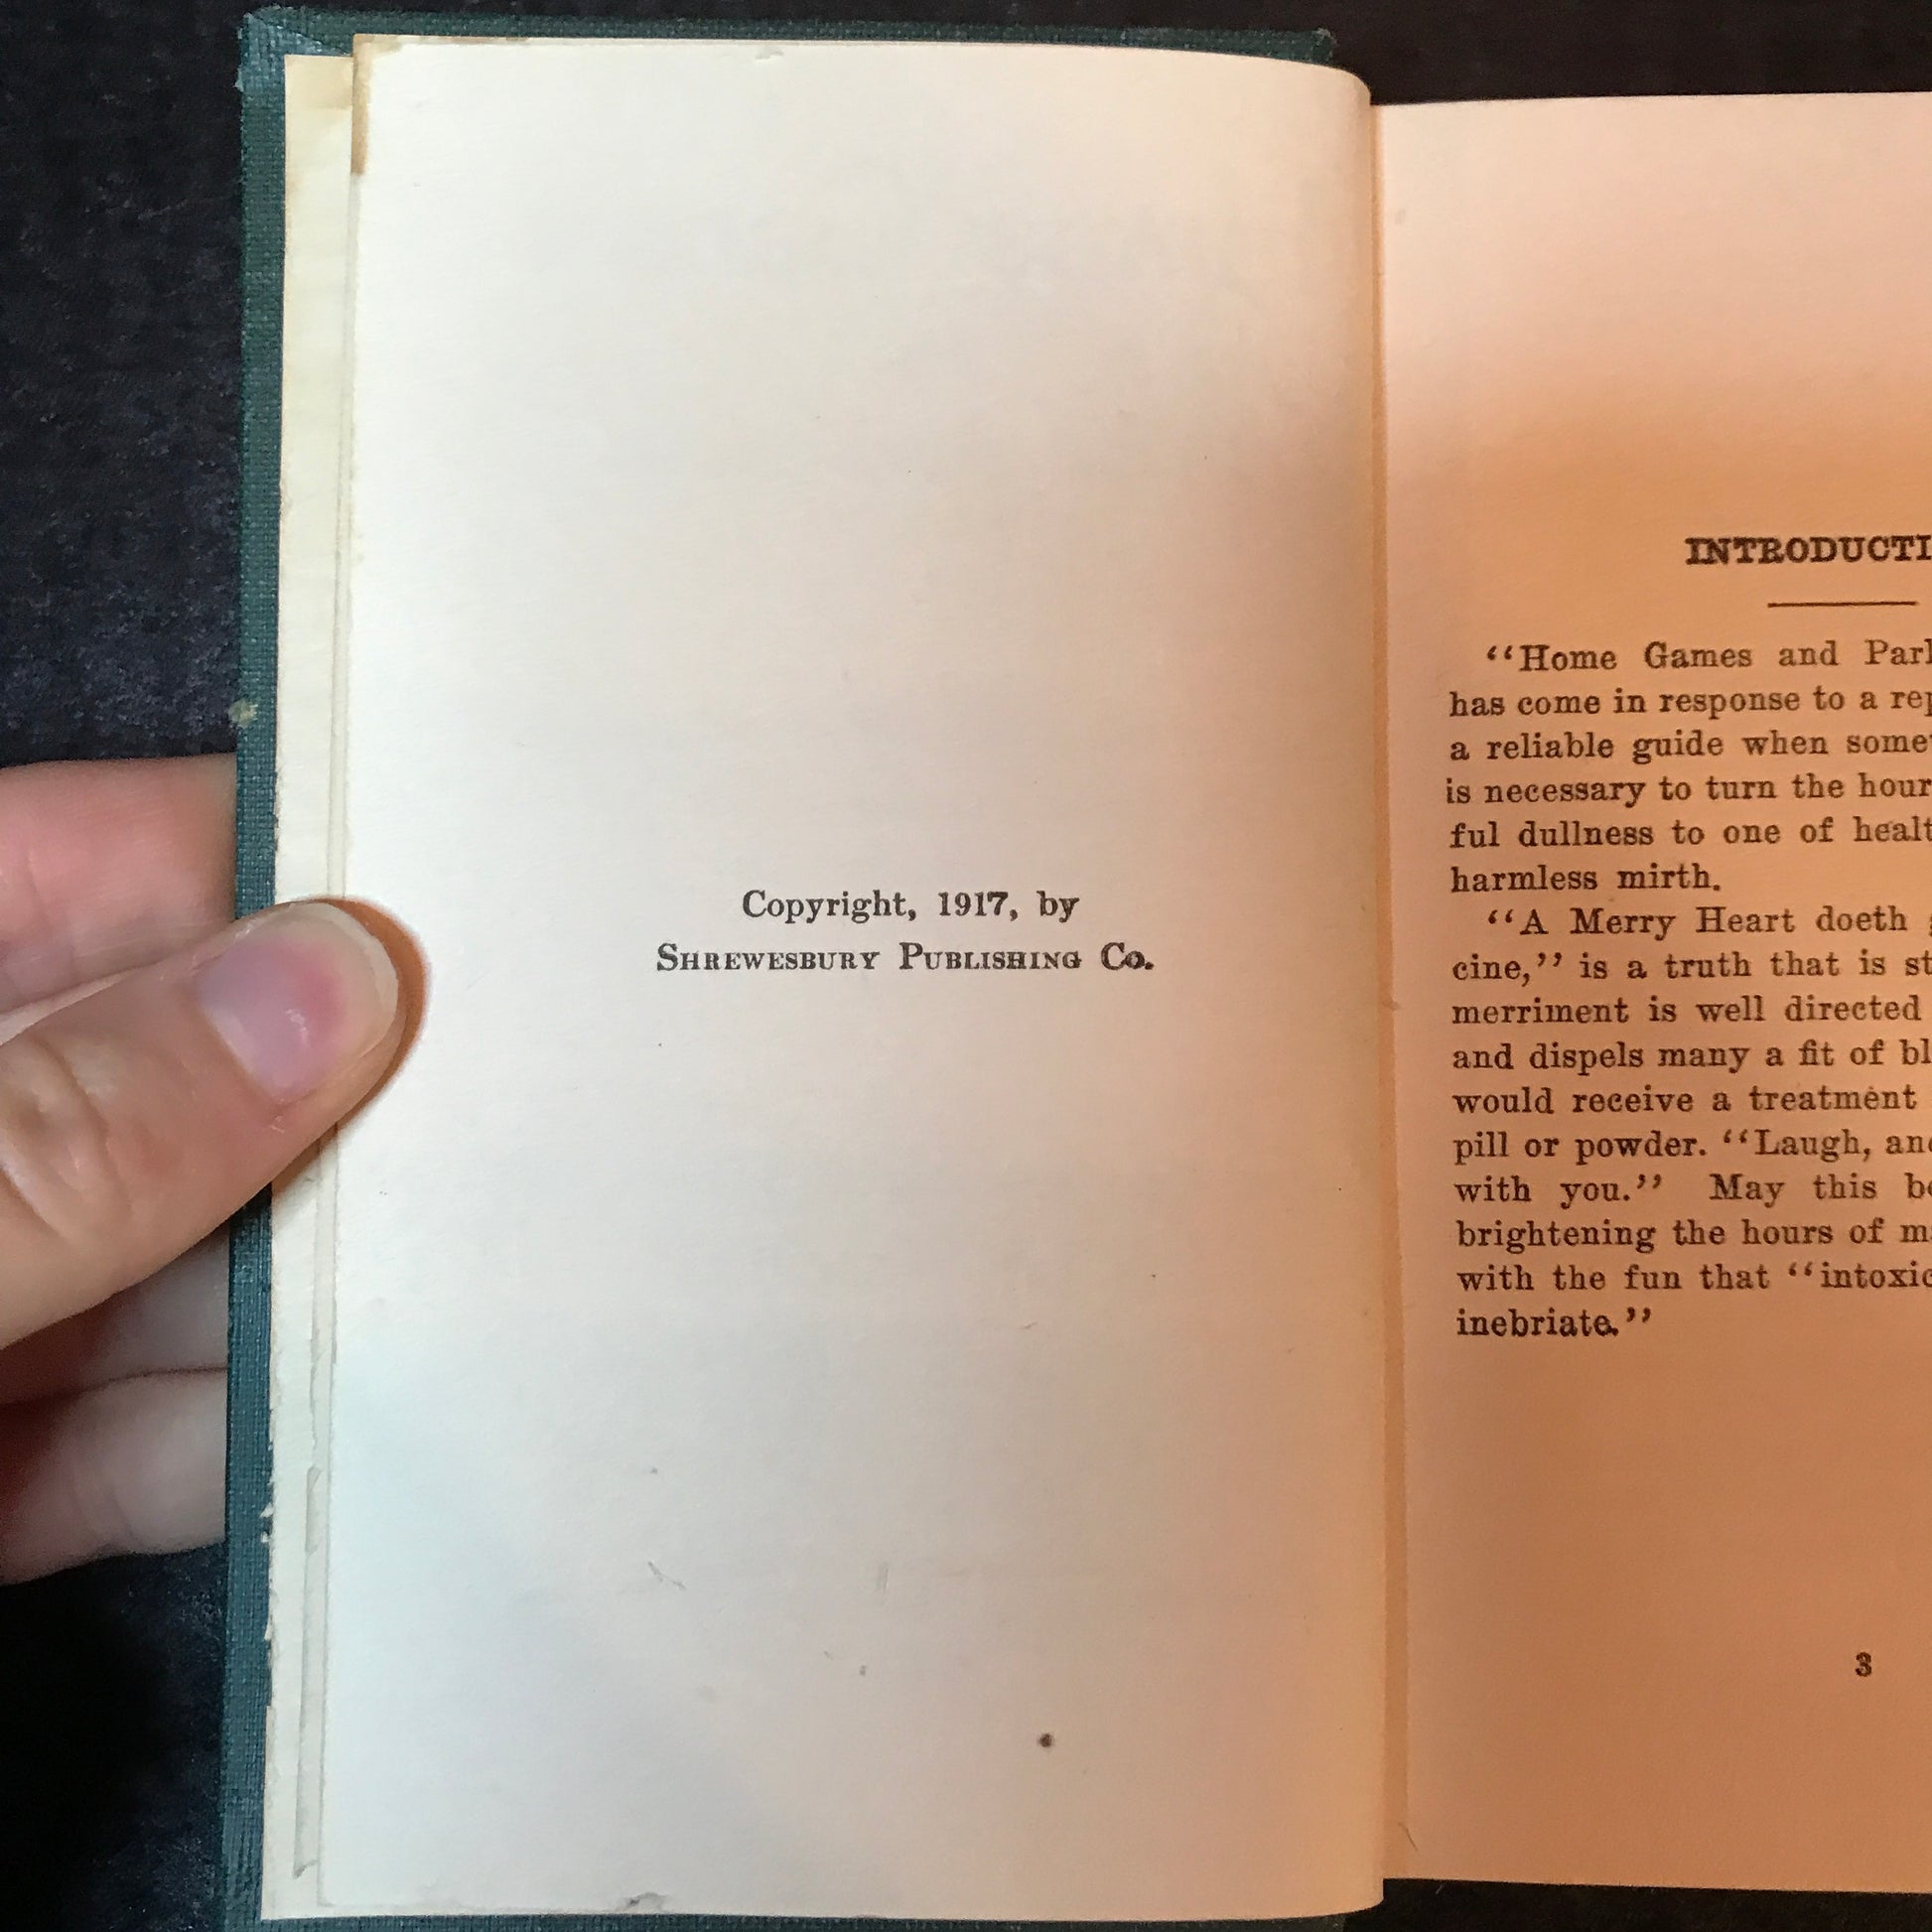 Copyright, 1917, by
SHREWESBURY PUBLISHING Co.
INTRODUCTI
“Home Games and Parl
has come in response to a rep
a reliable guide when somet
is necessary to turn the hour
ful dullness to one of healt
harmless mirth.
“A Merry Heart doeth
cine,” is a truth that is st
merriment is well directed
and dispels many a fit of bl
would receive a treatment
pill or powder. “Laugh, and
with you.” May this bo
brightening the hours of ma
with the fun that “intoxic
inebriate.”
3